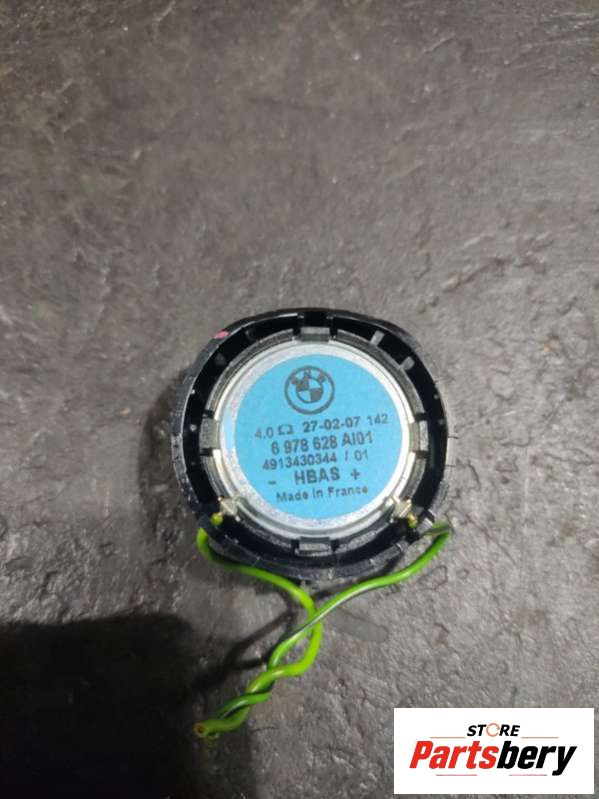 4.0 Ω 27-02-07 142
6 978 628 AI01
4913430344 / 01
- HBAS +
Made in France
STORE
Partsbery